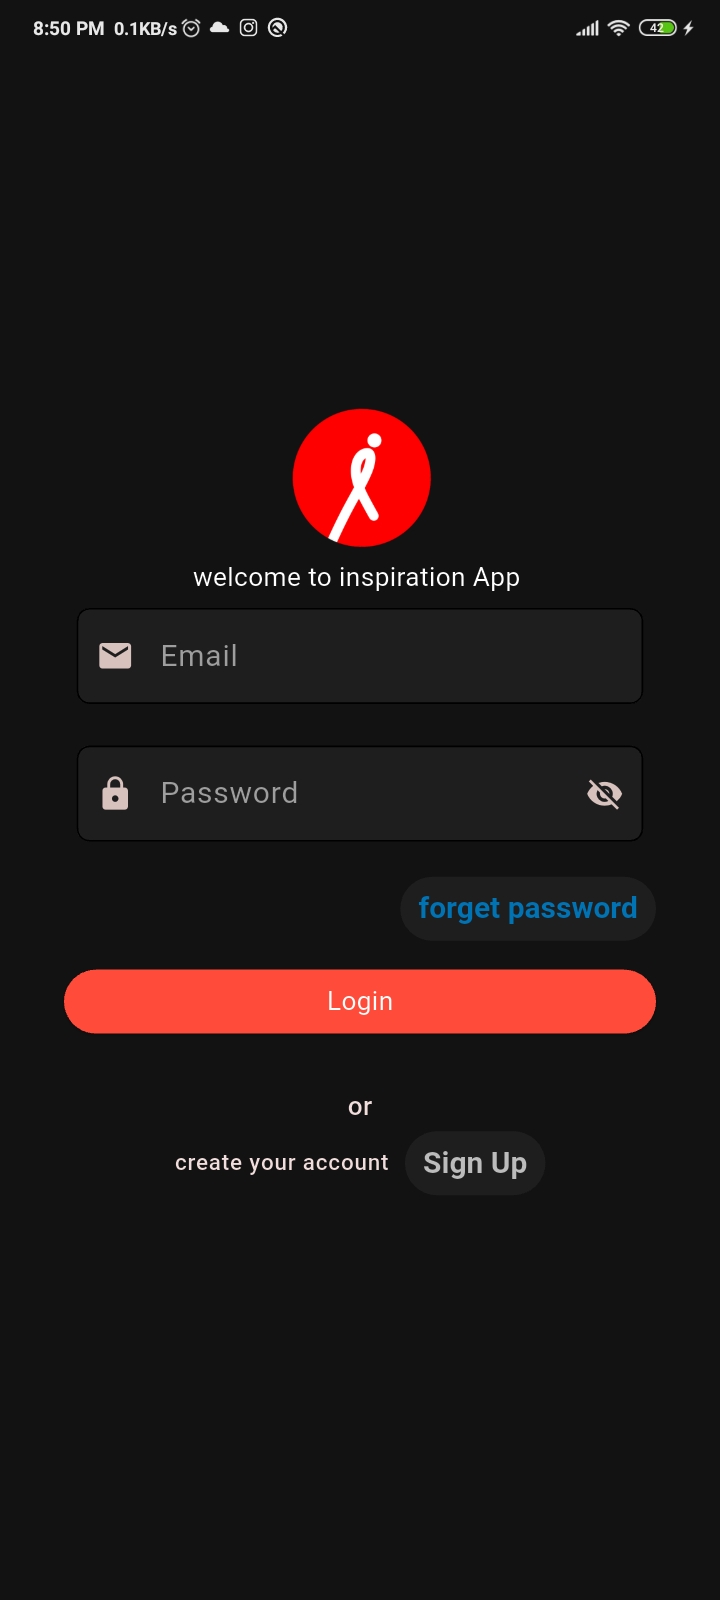 8:50 PM 0.1KB/s 42
welcome to inspiration App
Email
Password
forget password
Login
or
create your account Sign Up